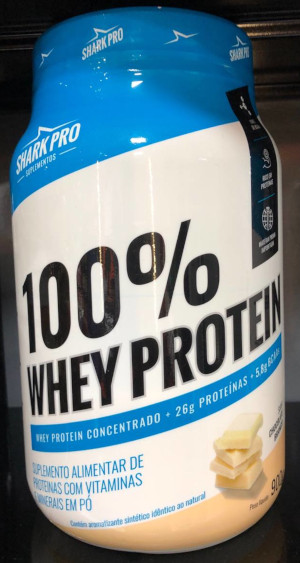 SHARK PRO
SHARK PRO
SHARK PRO
SUPLEMENTOS
100%
WHEY PROTEIN
WHEY PROTEIN CONCENTRADO + 26g PROTEÍNAS + 5.8g BCAAs
SUPLEMENTO ALIMENTAR DE
PROTEÍNAS COM VITAMINAS
E MINERAIS EM PÓ
Contém aromatizante sintético idêntico ao natural